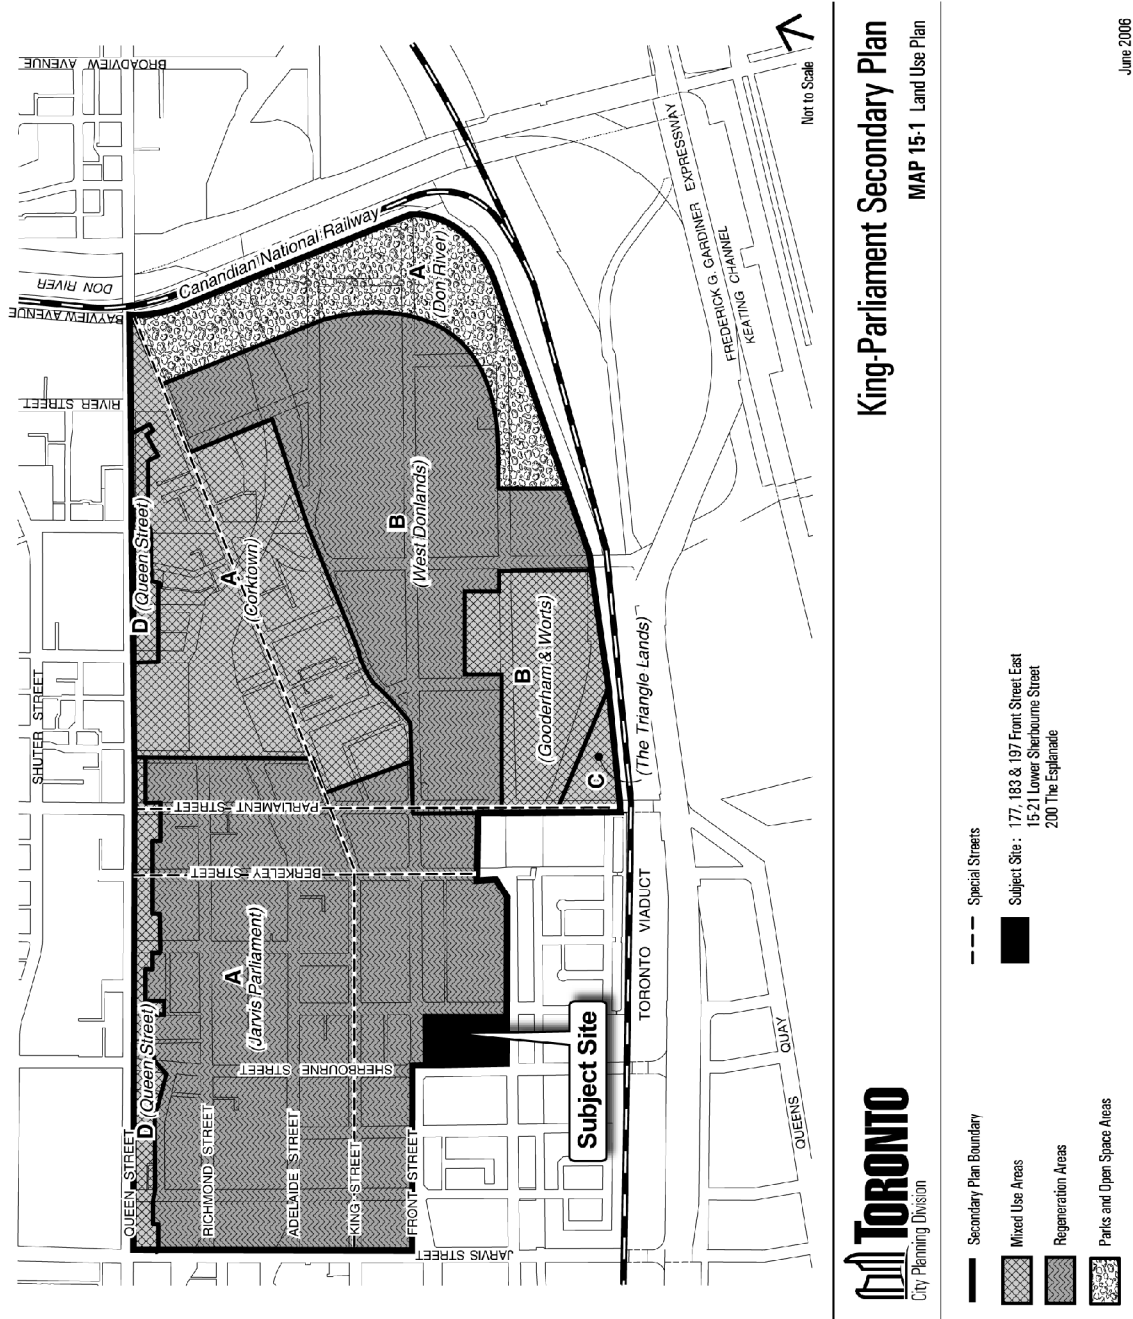 BROADVIEW
AVENUE
DON RIVER
BAYVIEW AVENUE
RIVER STREET
SHUTER STREET
Canandian National Railway
A
(Don River)
D (Queen Street)
A
(Corktown)
B
(West Donlands)
B
(Gooderham & Worts)
C
(The Triangle Lands)
PARLIAMENT STREET
BERKELEY STREET
A
(Jarvis Parliament)
D (Queen Street)
SHERBOURNE STREET
QUEEN STREET
RICHMOND STREET
ADELAIDE STREET
KING STREET
FRONT STREET
JARVIS STREET
Subject Site
TORONTO VIADUCT
QUEENS QUAY
FREDERICK G. GARDINER EXPRESSWAY
KEATING CHANNEL
Not to Scale
TORONTO
City Planning Division
King-Parliament Secondary Plan
MAP 15-1 Land Use Plan
Secondary Plan Boundary
Mixed Use Areas
Regeneration Areas
Parks and Open Space Areas
Special Streets
Subject Site : 177, 183 & 197 Front Street East
15-21 Lower Sherbourne Street
200 The Esplanade
June 2006